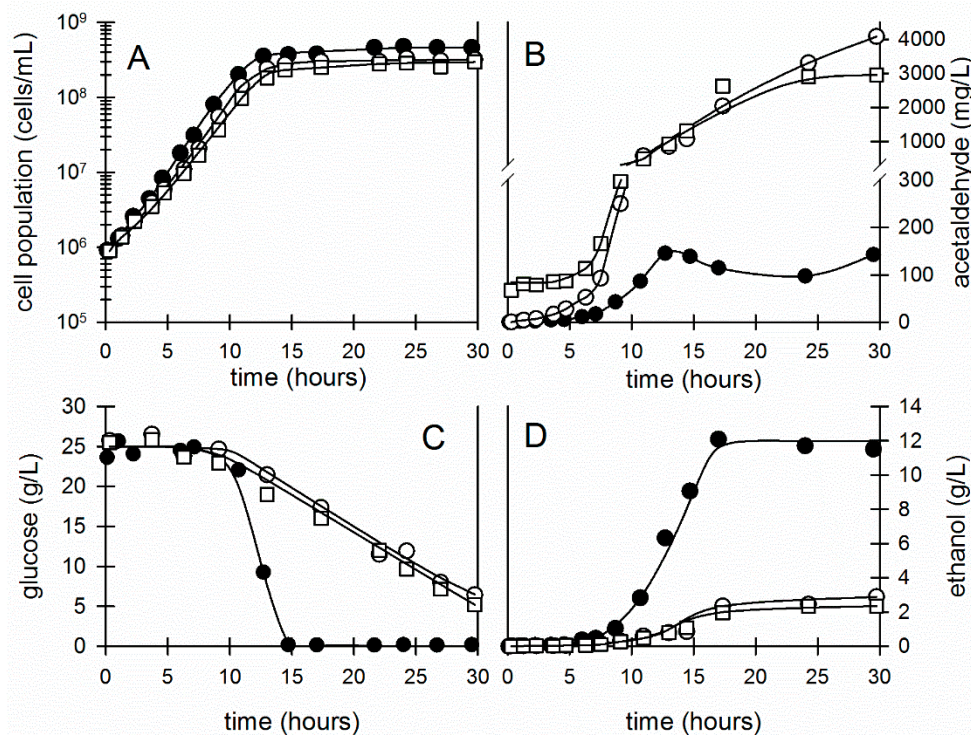 A
cell population (cells/mL)
10⁹
10⁸
10⁷
10⁶
10⁵
0 5 10 15 20 25 30
time (hours)
B
acetaldehyde (mg/L)
4000
3000
2000
1000
300
200
100
0
0 5 10 15 20 25 30
time (hours)
C
glucose (g/L)
30
25
20
15
10
5
0
0 5 10 15 20 25 30
time (hours)
D
ethanol (g/L)
14
12
10
8
6
4
2
0
0 5 10 15 20 25 30
time (hours)